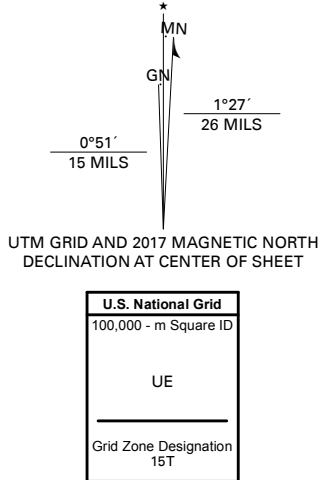 MN
GN
1°27´
26 MILS
0°51´
15 MILS
UTM GRID AND 2017 MAGNETIC NORTH
DECLINATION AT CENTER OF SHEET
U.S. National Grid
100,000 - m Square ID
UE
Grid Zone Designation
15T